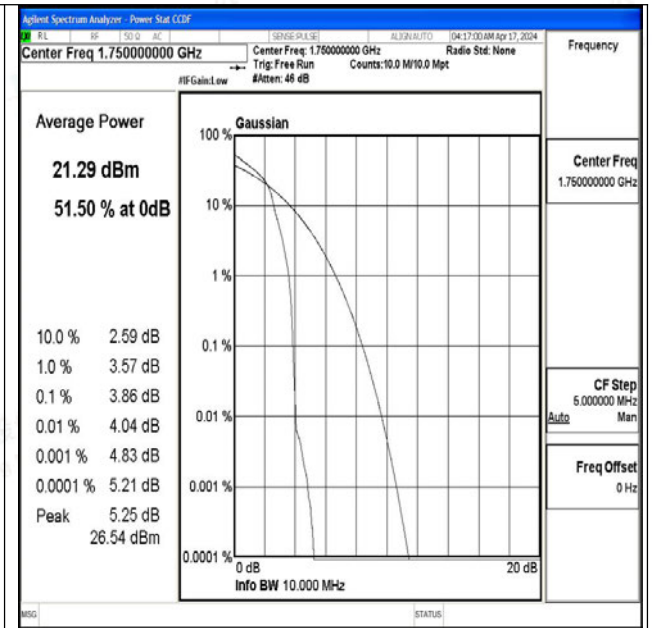 Agilent Spectrum Analyzer - Power Stat CCDF
RL RF 50 Ω AC SENSE:PULSE ALIGNAUTO 04:17:00 AM Apr 17, 2024
Center Freq 1.750000000 GHz
Center Freq: 1.750000000 GHz Radio Std: None
Trig: Free Run Counts:10.0 M/10.0 Mpt
#IFGain:Low #Atten: 46 dB
Average Power
21.29 dBm
51.50 % at 0dB
10.0 % 2.59 dB
1.0 % 3.57 dB
0.1 % 3.86 dB
0.01 % 4.04 dB
0.001 % 4.83 dB
0.0001 % 5.21 dB
Peak 5.25 dB
26.54 dBm
Gaussian
100 %
10 %
1 %
0.1 %
0.01 %
0.001 %
0.0001 %
0 dB 20 dB
Info BW 10.000 MHz
Frequency
Center Freq
1.750000000 GHz
CF Step
5.000000 MHz
Auto Man
Freq Offset
0 Hz
MSG STATUS